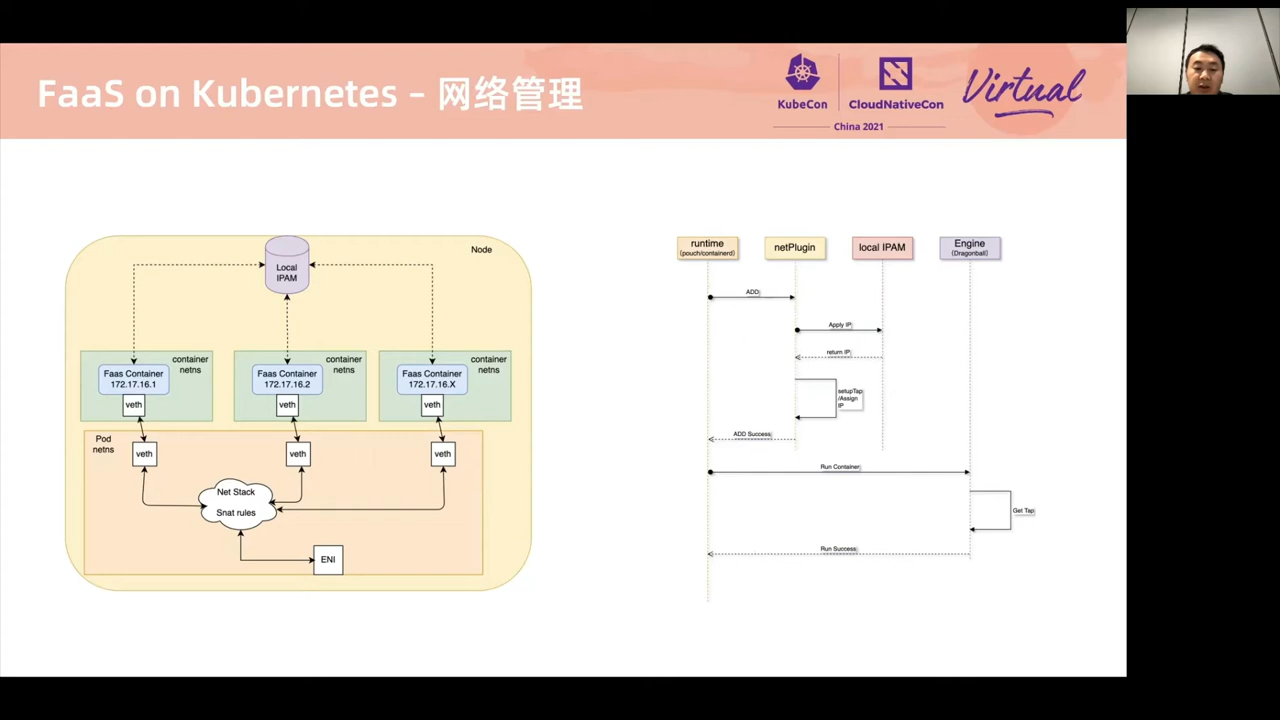 FaaS on Kubernetes – 网络管理
KubeCon
CloudNativeCon
China 2021
Virtual
Node
Local
IPAM
container
netns
Faas Container
172.17.16.1
veth
container
netns
Faas Container
172.17.16.2
veth
container
netns
Faas Container
172.17.16.X
veth
Pod
netns
veth
veth
veth
Net Stack
Snat rules
ENI
runtime
(pouch/containerd)
netPlugin
local IPAM
Engine
(Dragonball)
ADD
Apply IP
return IP
setupTap
/Assign
IP
ADD Success
Run Container
Get Tap
Run Success